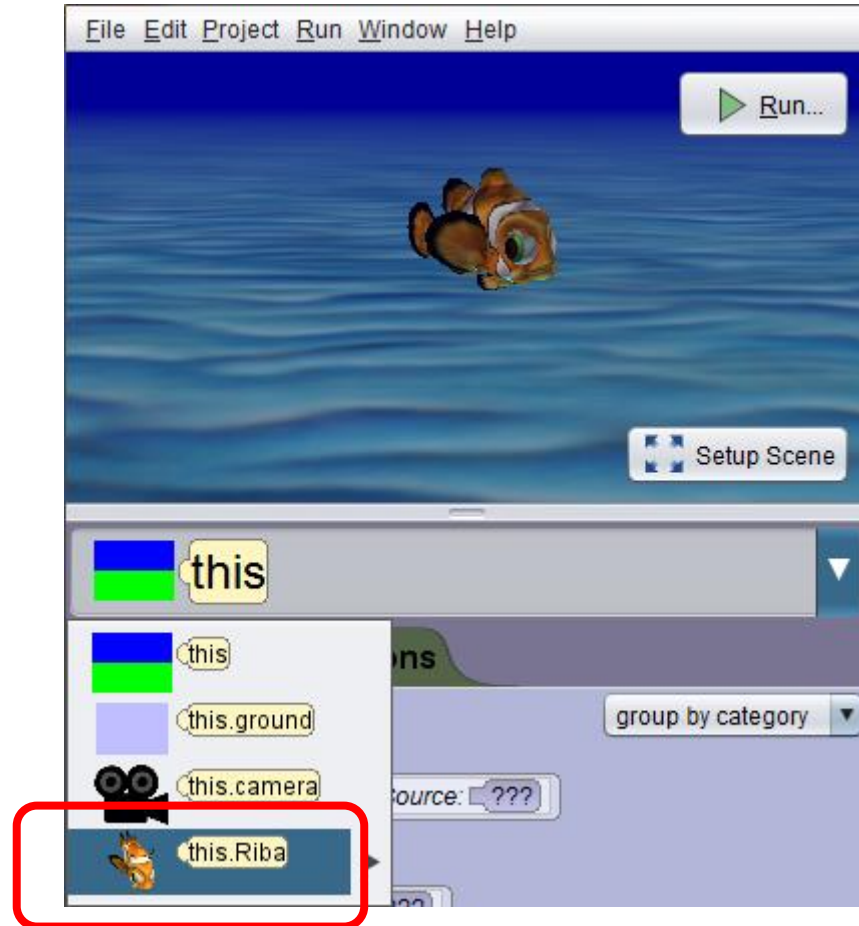 File Edit Project Run Window Help
Run...
Setup Scene
this
this
ons
this.ground
group by category
this.camera
ource: ???
this.Riba
???